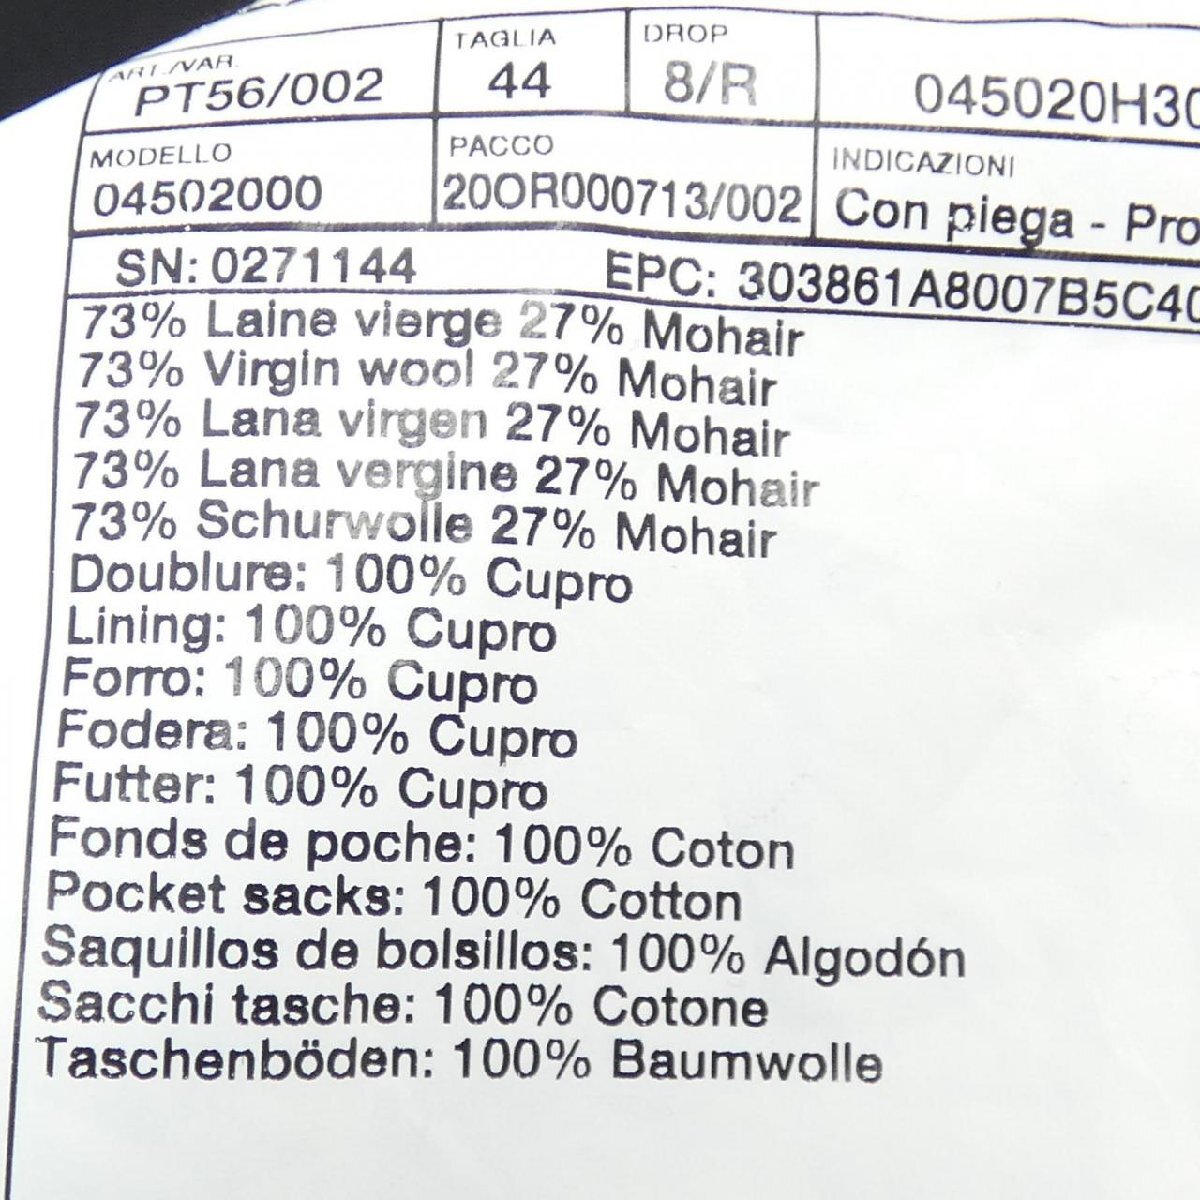 ART./VAR. TAGLIA DROP
PT56/002 44 8/R 045020H30
MODELLO PACCO INDICAZIONI
04502000 20OR000713/002 Con piega - Pro
SN: 0271144 EPC: 303861A8007B5C40
73% Laine vierge 27% Mohair
73% Virgin wool 27% Mohair
73% Lana virgen 27% Mohair
73% Lana vergine 27% Mohair
73% Schurwolle 27% Mohair
Doublure: 100% Cupro
Lining: 100% Cupro
Forro: 100% Cupro
Fodera: 100% Cupro
Futter: 100% Cupro
Fonds de poche: 100% Coton
Pocket sacks: 100% Cotton
Saquillos de bolsillos: 100% Algodón
Sacchi tasche: 100% Cotone
Taschenböden: 100% Baumwolle